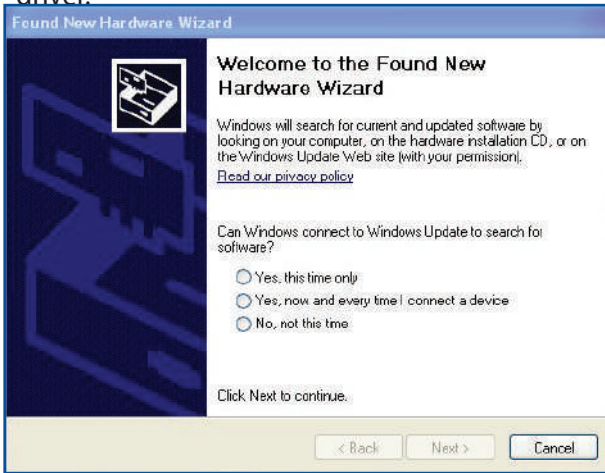 driver.
Found New Hardware Wizard
Welcome to the Found New
Hardware Wizard
Windows will search for current and updated software by
looking on your computer, on the hardware installation CD, or on
the Windows Update Web site (with your permission).
Read our privacy policy
Can Windows connect to Windows Update to search for
software?
Yes, this time only
Yes, now and every time I connect a device
No, not this time
Click Next to continue.
< Back
Next >
Cancel